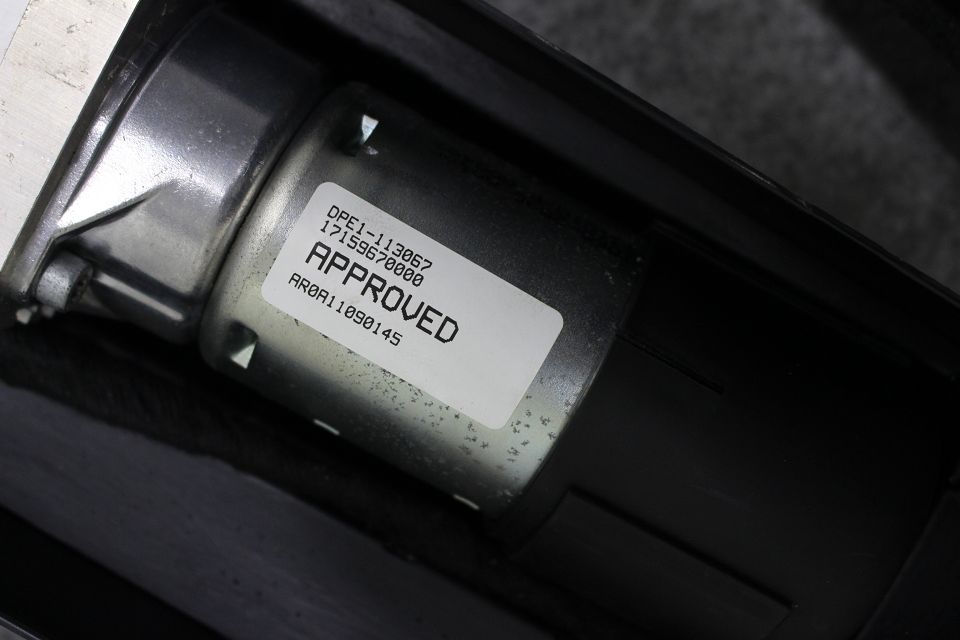 DPE1-113067
17159670000
APPROVED
AR0A11090145